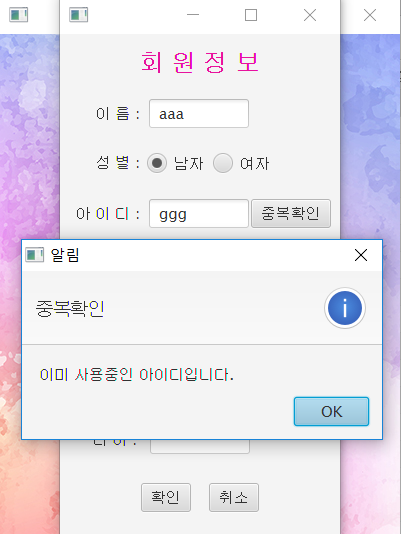 회 원 정 보
이 름 : aaa
성 별 : 남자 여자
아 이 디 : ggg 중복확인
알림
중복확인
이미 사용중인 아이디입니다.
OK
확인 취소